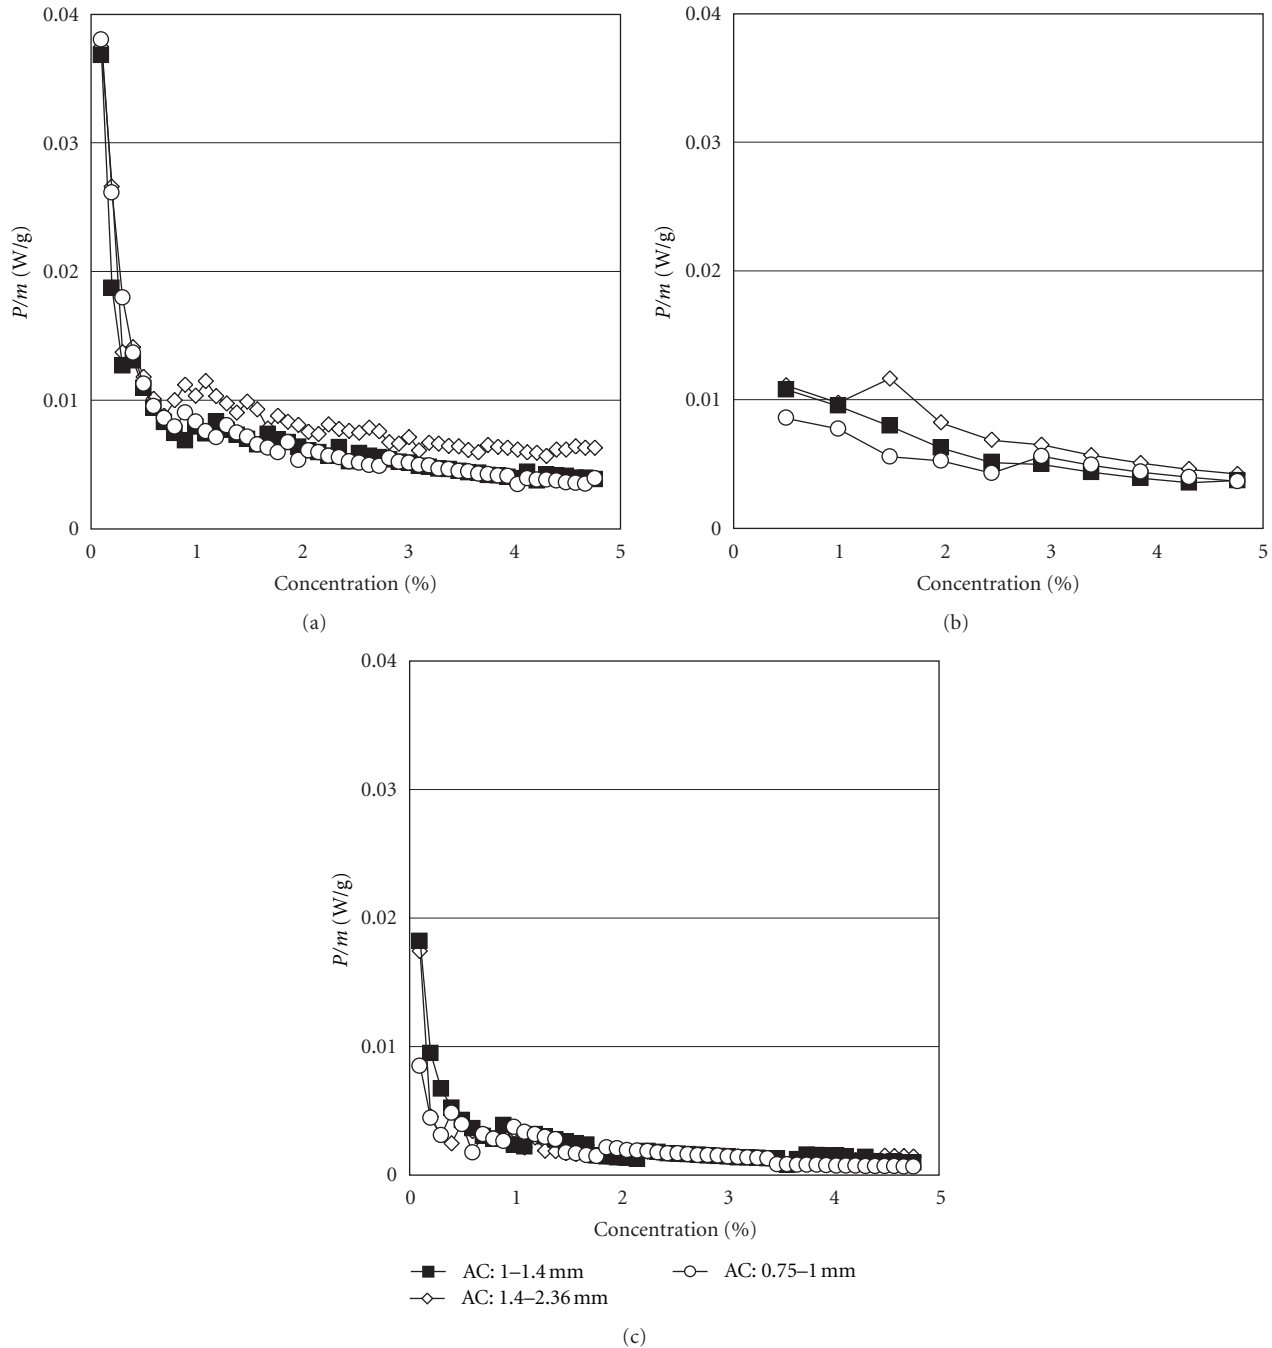 0.04
0.03
0.02
0.01
0
P/m (W/g)
0 1 2 3 4 5
Concentration (%)
(a)
0.04
0.03
0.02
0.01
0
P/m (W/g)
0 1 2 3 4 5
Concentration (%)
(b)
0.04
0.03
0.02
0.01
0
P/m (W/g)
0 1 2 3 4 5
Concentration (%)
AC: 1–1.4 mm
AC: 1.4–2.36 mm
AC: 0.75–1 mm
(c)